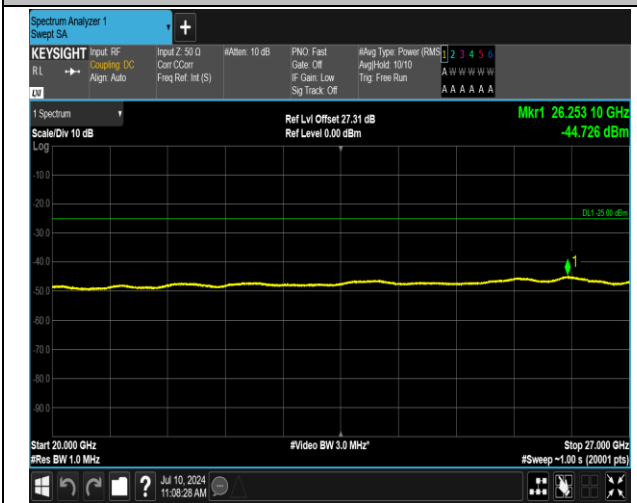 Spectrum Analyzer 1
Swept SA
+
KEYSIGHT
RL
Input: RF
Coupling: DC
Align: Auto
Input Z: 50 Ω
Corr CCorr
Freq Ref: Int (S)
#Atten: 10 dB
PNO: Fast
Gate: Off
IF Gain: Low
Sig Track: Off
#Avg Type: Power (RMS
Avg|Hold: 10/10
Trig: Free Run
1 2 3 4 5 6
A W W W W W
A A A A A A
LXI
1 Spectrum
Scale/Div 10 dB
Log
Ref Lvl Offset 27.31 dB
Ref Level 0.00 dBm
Mkr1 26.253 10 GHz
-44.726 dBm
-10.0
-20.0
DL1 -25.00 dBm
-30.0
-40.0
1
-50.0
-60.0
-70.0
-80.0
-90.0
Start 20.000 GHz
#Res BW 1.0 MHz
#Video BW 3.0 MHz*
Stop 27.000 GHz
#Sweep ~1.00 s (20001 pts)
?
Jul 10, 2024
11:08:28 AM